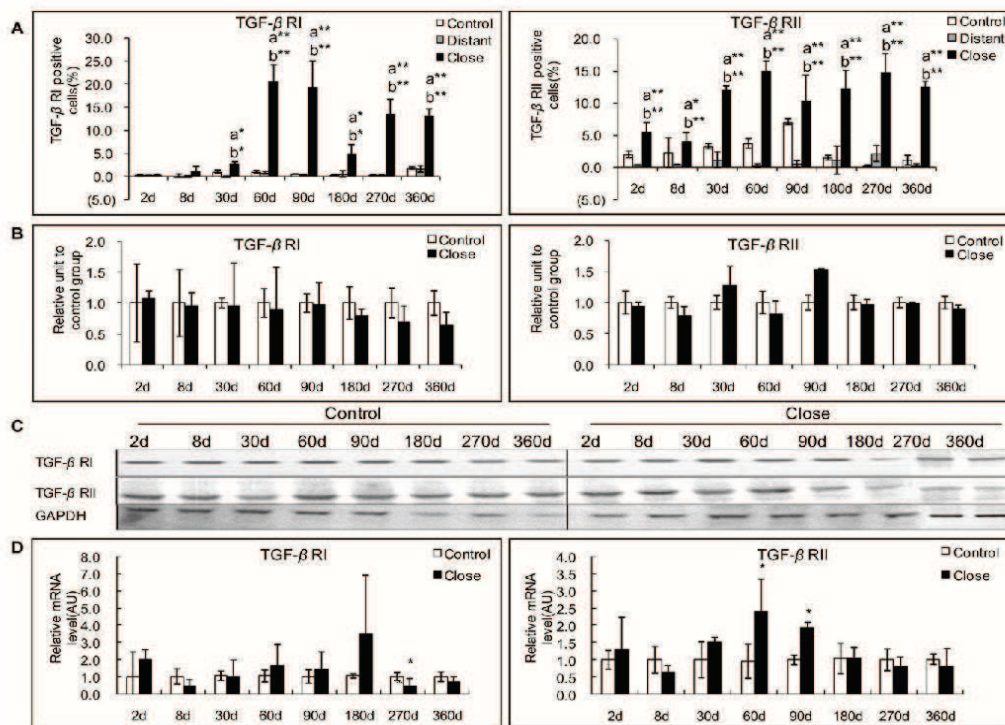 A
TGF-β RI
Control
Distant
Close
TGF-β RI positive
cells(%)
30.0
25.0
20.0
15.0
10.0
5.0
0.0
(5.0)
a*
b*
a**
b**
a**
b**
a*
b*
a**
b**
a**
b**
2d 8d 30d 60d 90d 180d 270d 360d
TGF-β RII
Control
Distant
Close
TGF-β RII positive
cells(%)
20.0
15.0
10.0
5.0
0.0
(5.0)
a**
b**
a*
b**
a**
b**
a**
b**
a**
b**
a**
b**
a**
b**
a**
b**
2d 8d 30d 60d 90d 180d 270d 360d
B
TGF-β RI
Control
Close
Relative unit to
control group
2.0
1.5
1.0
0.5
0.0
2d 8d 30d 60d 90d 180d 270d 360d
TGF-β RII
Control
Close
Relative unit to
control group
2.0
1.5
1.0
0.5
0.0
2d 8d 30d 60d 90d 180d 270d 360d
C
Control Close
2d 8d 30d 60d 90d 180d 270d 360d 2d 8d 30d 60d 90d 180d 270d 360d
TGF-β RI
TGF-β RII
GAPDH
D
TGF-β RI
Control
Close
Relative mRNA
level(AU)
8.0
7.0
6.0
5.0
4.0
3.0
2.0
1.0
0.0
*
2d 8d 30d 60d 90d 180d 270d 360d
TGF-β RII
Control
Close
Relative mRNA
level(AU)
4.0
3.5
3.0
2.5
2.0
1.5
1.0
0.5
0.0
*
*
2d 8d 30d 60d 90d 180d 270d 360d